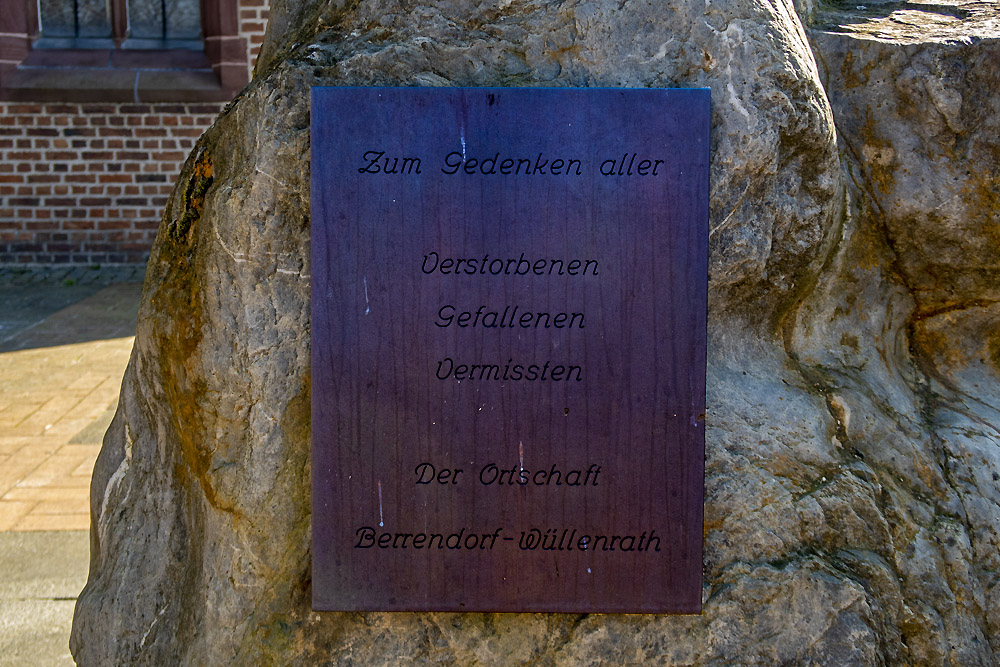 Zum Gedenken aller
Verstorbenen
Gefallenen
Vermissten
Der Ortschaft
Berrendorf-Wüllenrath